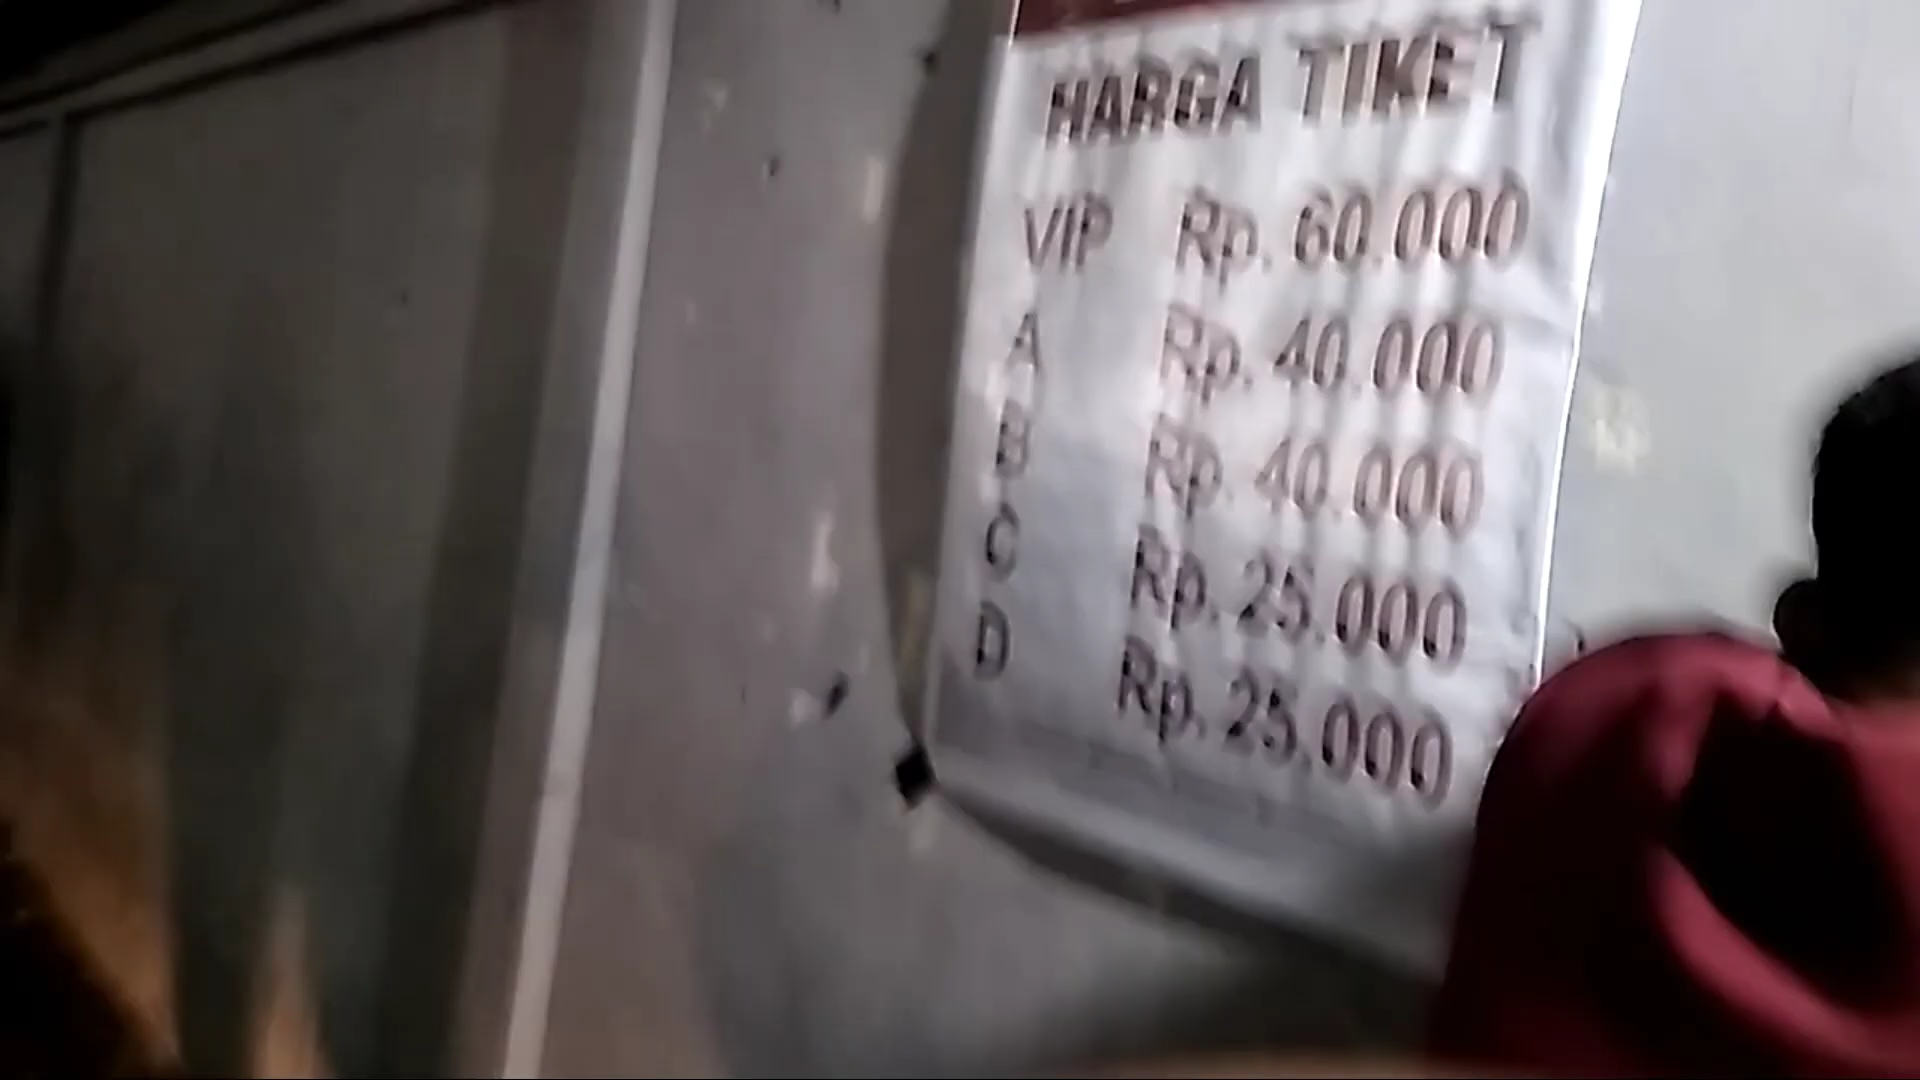 HARGA TIKET
VIP Rp. 60.000
A Rp. 40.000
B Rp. 40.000
C Rp. 25.000
D Rp. 25.000